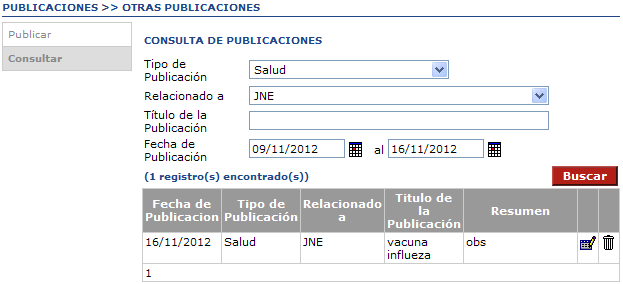 PUBLICACIONES >> OTRAS PUBLICACIONES
Publicar
Consultar
CONSULTA DE PUBLICACIONES
Tipo de
Publicación
Salud
Relacionado a
JNE
Título de la
Publicación
Fecha de
Publicación
09/11/2012 al 16/11/2012
(1 registro(s) encontrado(s))
Buscar
Fecha de Publicacion Tipo de Publicación Relacionado a Título de la Publicación Resumen
16/11/2012 Salud JNE vacuna influeza obs
1